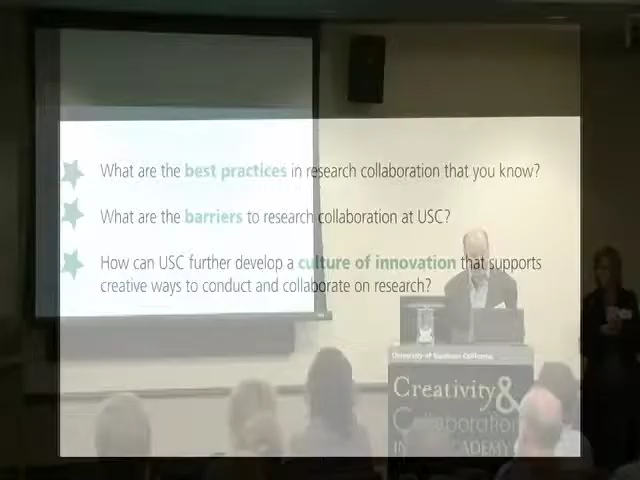 What are the best practices in research collaboration that you know?
What are the barriers to research collaboration at USC?
How can USC further develop a culture of innovation that supports
creative ways to conduct and collaborate on research?
University of Southern California
Creativity &
Collaboration
IN THE ACADEMY